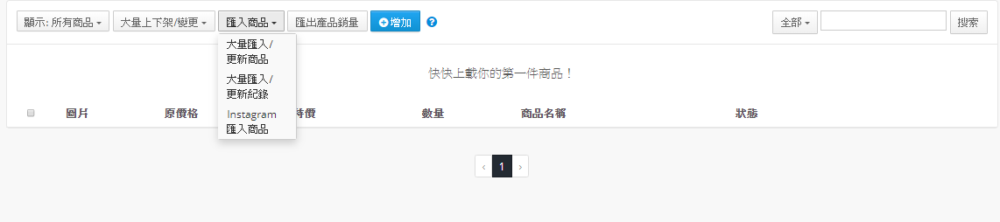 顯示: 所有商品
大量上下架/變更
匯入商品
匯出產品銷量
增加
全部
搜索
大量匯入/
更新商品
大量匯入/
更新紀錄
Instagram
匯入商品
快快上載你的第一件商品！
圖片
原價格
特價
數量
商品名稱
狀態
‹ 1 ›